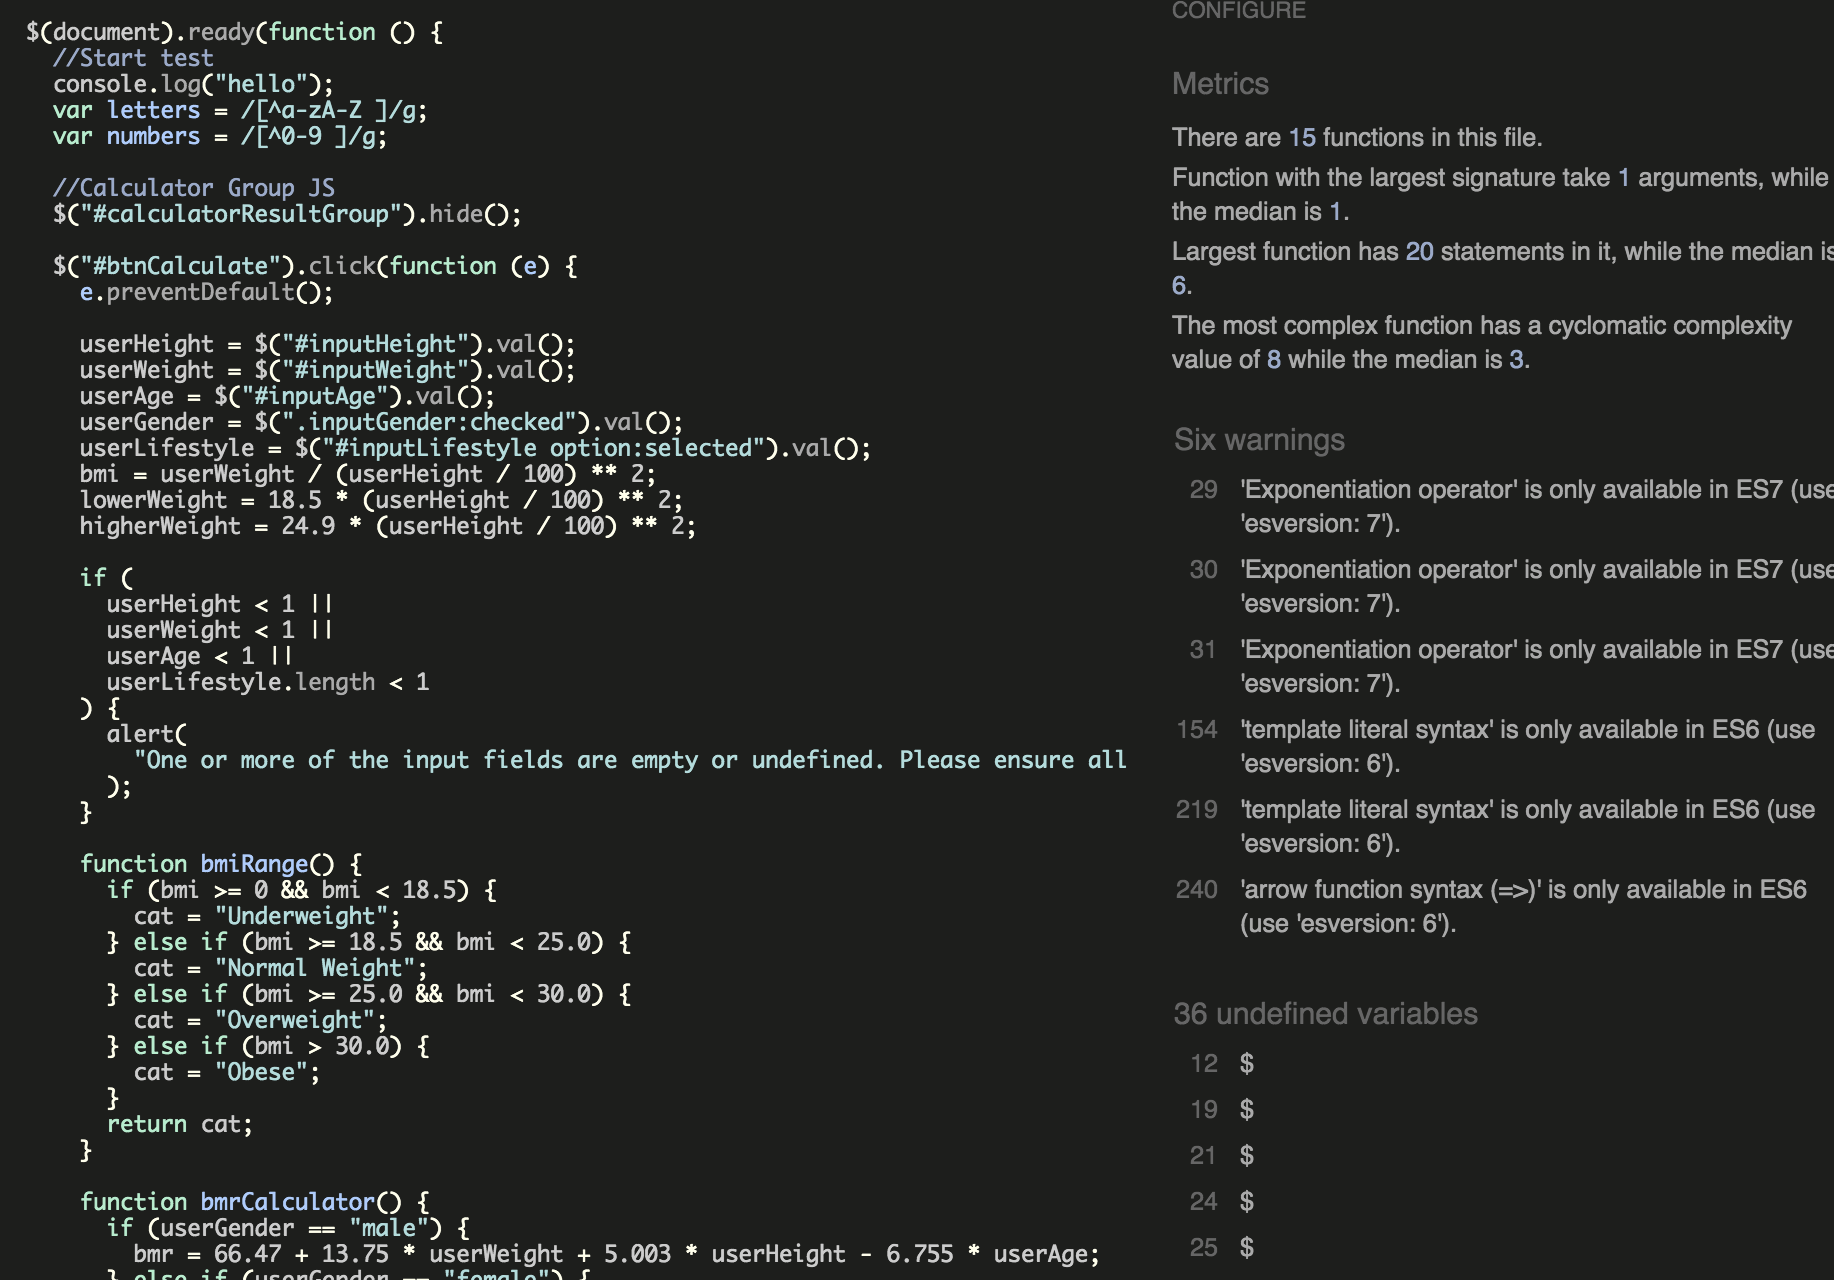 $(document).ready(function () {
//Start test
console.log("hello");
var letters = /[^a-zA-Z ]/g;
var numbers = /[^0-9 ]/g;
//Calculator Group JS
$("#calculatorResultGroup").hide();
$("#btnCalculate").click(function (e) {
e.preventDefault();
userHeight = $("#inputHeight").val();
userWeight = $("#inputWeight").val();
userAge = $("#inputAge").val();
userGender = $(".inputGender:checked").val();
userLifestyle = $("#inputLifestyle option:selected").val();
bmi = userWeight / (userHeight / 100) ** 2;
lowerWeight = 18.5 * (userHeight / 100) ** 2;
higherWeight = 24.9 * (userHeight / 100) ** 2;
if (
userHeight < 1 ||
userWeight < 1 ||
userAge < 1 ||
userLifestyle.length < 1
) {
alert(
"One or more of the input fields are empty or undefined. Please ensure all
);
}
function bmiRange() {
if (bmi >= 0 && bmi < 18.5) {
cat = "Underweight";
} else if (bmi >= 18.5 && bmi < 25.0) {
cat = "Normal Weight";
} else if (bmi >= 25.0 && bmi < 30.0) {
cat = "Overweight";
} else if (bmi > 30.0) {
cat = "Obese";
}
return cat;
}
function bmrCalculator() {
if (userGender == "male") {
bmr = 66.47 + 13.75 * userWeight + 5.003 * userHeight - 6.755 * userAge;
} else if (userGender == "female") {
CONFIGURE
Metrics
There are 15 functions in this file.
Function with the largest signature take 1 arguments, while
the median is 1.
Largest function has 20 statements in it, while the median is
6.
The most complex function has a cyclomatic complexity
value of 8 while the median is 3.
Six warnings
29 'Exponentiation operator' is only available in ES7 (use
'esversion: 7').
30 'Exponentiation operator' is only available in ES7 (use
'esversion: 7').
31 'Exponentiation operator' is only available in ES7 (use
'esversion: 7').
154 'template literal syntax' is only available in ES6 (use
'esversion: 6').
219 'template literal syntax' is only available in ES6 (use
'esversion: 6').
240 'arrow function syntax (=>)' is only available in ES6
(use 'esversion: 6').
36 undefined variables
12 $
19 $
21 $
24 $
25 $